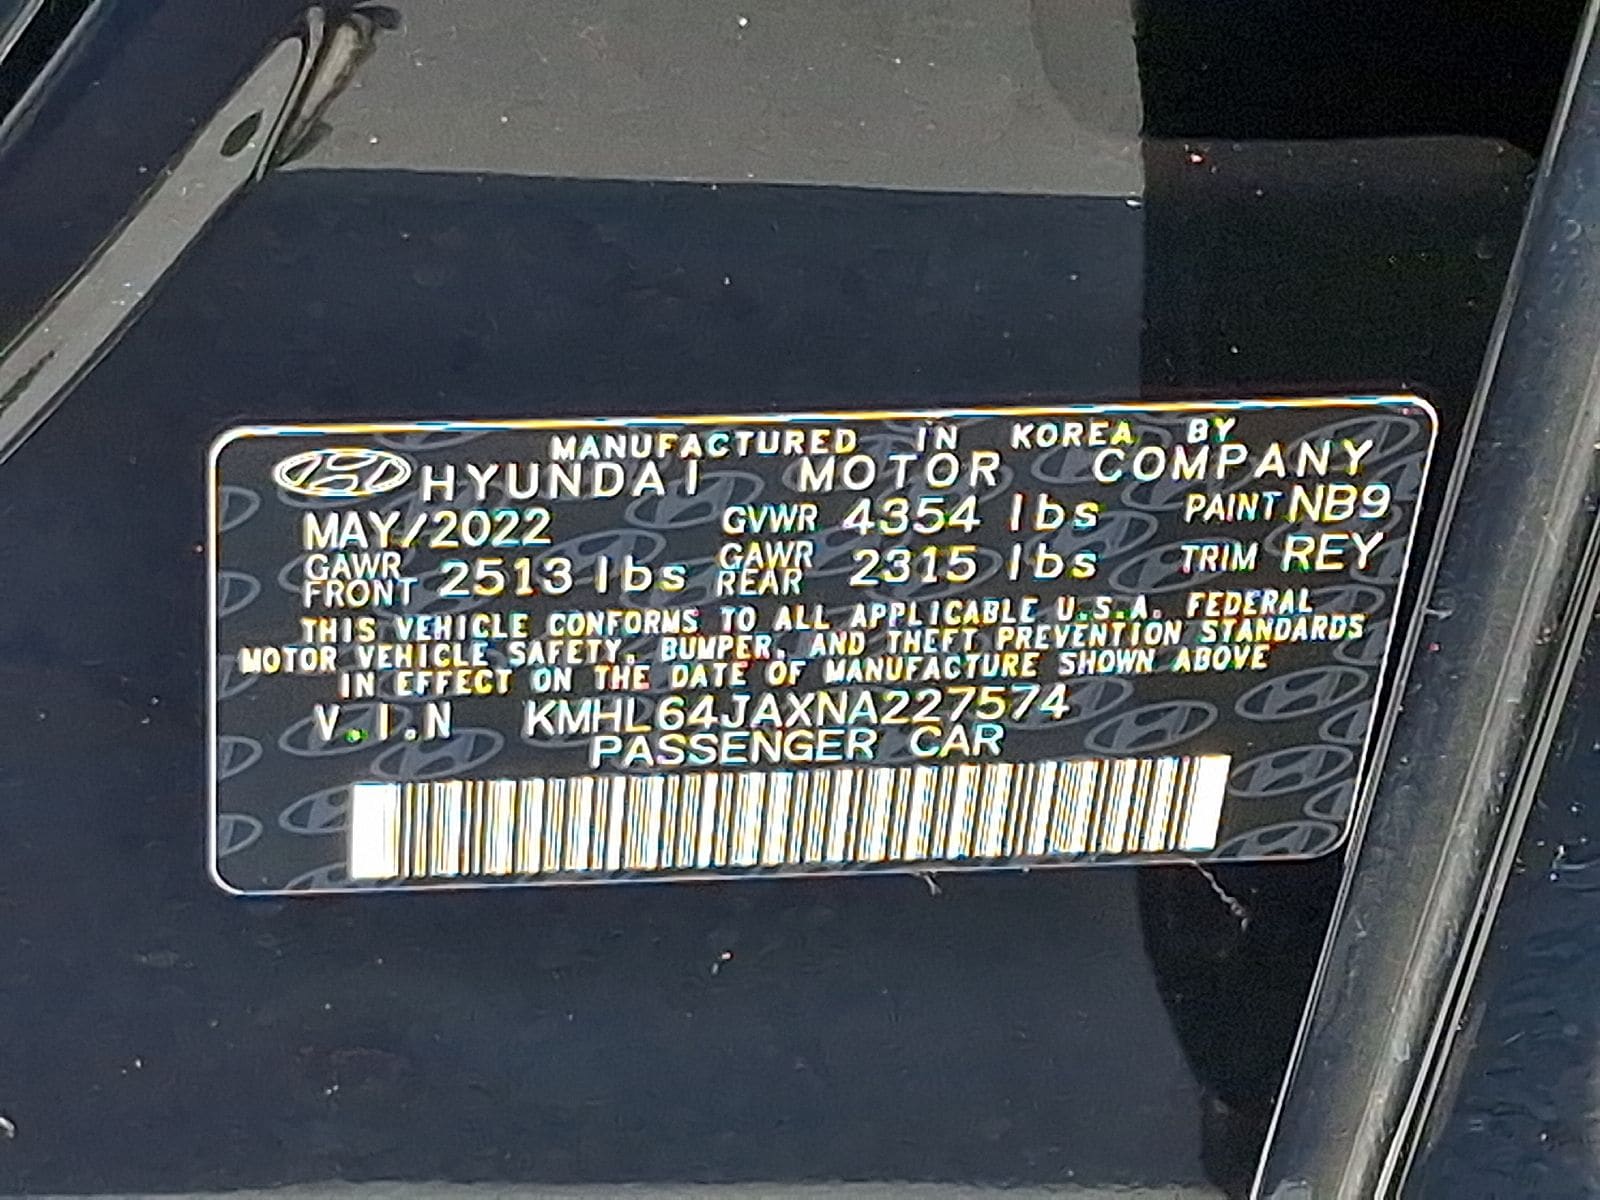 MANUFACTURED IN KOREA BY
HYUNDAI MOTOR COMPANY
MAY/2022 GVWR 4354 lbs PAINT NB9
GAWR FRONT 2513 lbs GAWR REAR 2315 lbs TRIM REY
THIS VEHICLE CONFORMS TO ALL APPLICABLE U.S.A. FEDERAL
MOTOR VEHICLE SAFETY, BUMPER, AND THEFT PREVENTION STANDARDS
IN EFFECT ON THE DATE OF MANUFACTURE SHOWN ABOVE
V.I.N KMHL64JAXNA227574
PASSENGER CAR